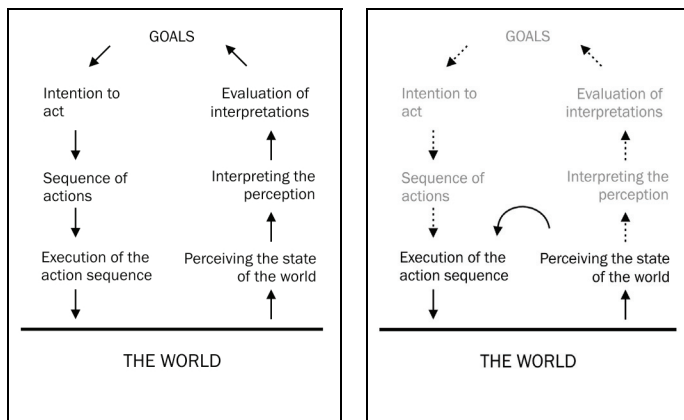 GOALS
Intention to
act
Evaluation of
interpretations
Sequence of
actions
Interpreting the
perception
Execution of the
action sequence
Perceiving the state
of the world
THE WORLD
GOALS
Intention to
act
Evaluation of
interpretations
Sequence of
actions
Interpreting the
perception
Execution of the
action sequence
Perceiving the state
of the world
THE WORLD